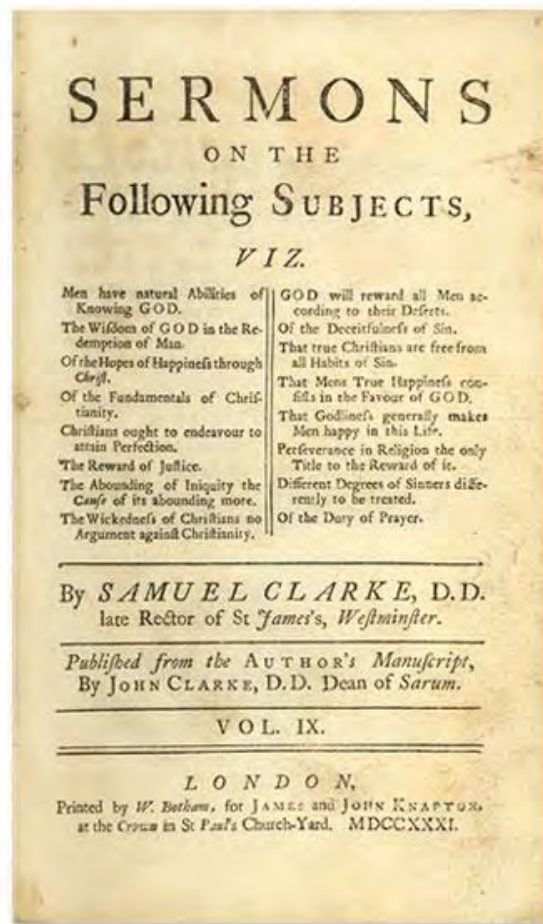 SERMONS
ON THE
Following SUBJECTS,
VIZ.
Men have natural Abilities of
Knowing GOD.
The Wiſdom of GOD in the Re-
demption of Man.
Of the Hopes of Happineſs through
Chriſt.
Of the Fundamentals of Chriſ-
tianity.
Chriſtians ought to endeavour to
attain Perfection.
The Reward of Juſtice.
The Abounding of Iniquity the
Cauſe of its abounding more.
The Wickedneſs of Chriſtians no
Argument againſt Chriſtianity.
GOD will reward all Men ac-
cording to their Deſerts.
Of the Deceitfulneſs of Sin.
That true Chriſtians are free from
all Habits of Sin.
That Mens True Happineſs con-
ſiſts in the Favour of GOD.
That Godlineſs generally makes
Men happy in this Life.
Perſeverance in Religion the only
Title to the Reward of it.
Different Degrees of Sinners diffe-
rently to be treated.
Of the Duty of Prayer.
By SAMUEL CLARKE, D.D.
late Rector of St James's, Weſtminſter.
Publiſhed from the AUTHOR's Manuſcript,
By JOHN CLARKE, D.D. Dean of Sarum.
VOL. IX.
LONDON,
Printed by W. Botham, for JAMES and JOHN KNAPTON,
at the Crown in St Paul's Church-Yard. MDCCXXXI.